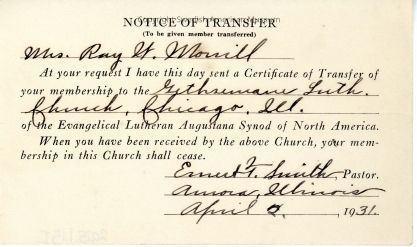 NOTICE OF TRANSFER
(To be given member transferred)
Mrs. Ray W. Morrill
At your request I have this day sent a Certificate of Transfer of
your membership to the Gethsemane Luth.
Church, Chicago, Ill.
of the Evangelical Lutheran Augustana Synod of North America.
When you have been received by the above Church, your mem-
bership in this Church shall cease.
Ernest F. Smith, Pastor.
Aurora, Illinois
April 2, 1931.